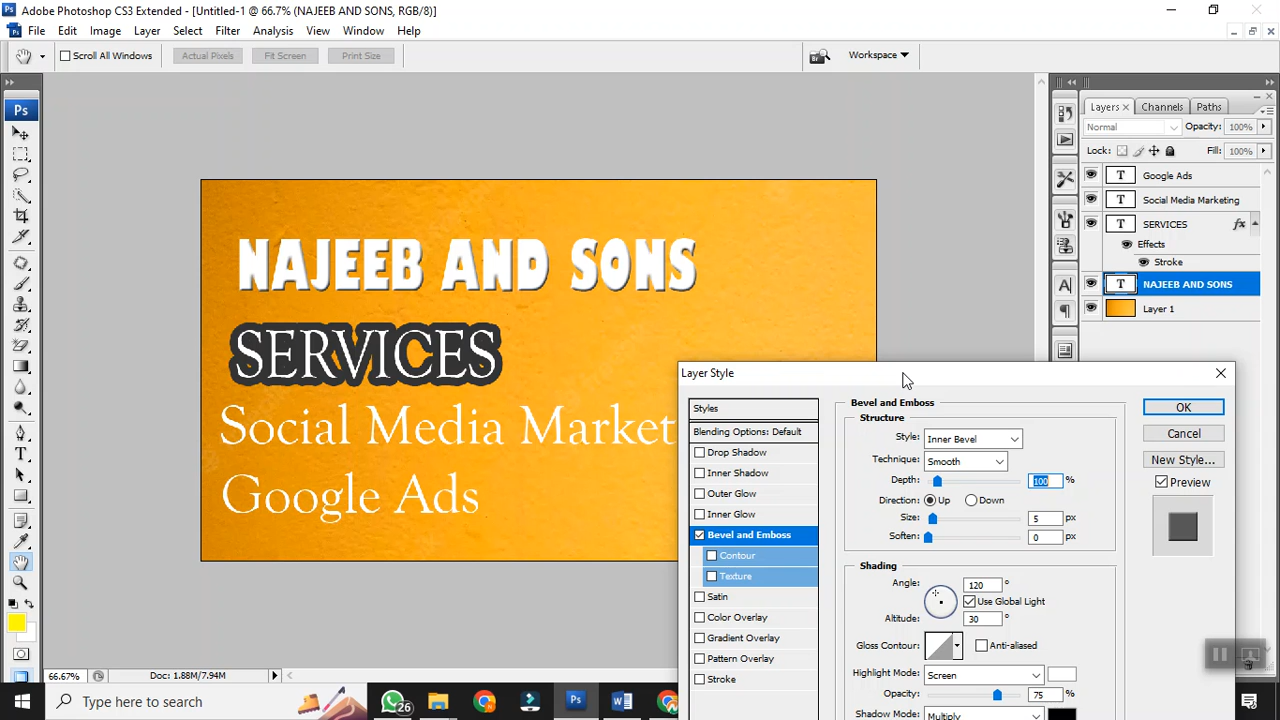 Adobe Photoshop CS3 Extended - [Untitled-1 @ 66.7% (NAJEEB AND SONS, RGB/8)]
File Edit Image Layer Select Filter Analysis View Window Help
Scroll All Windows Actual Pixels Fit Screen Print Size Workspace
Ps
Layers × Channels Paths
Normal Opacity: 100%
Lock: Fill: 100%
T Google Ads
T Social Media Marketing
T SERVICES fx
Effects
Stroke
T NAJEEB AND SONS
Layer 1
NAJEEB AND SONS
SERVICES
Social Media Market
Google Ads
Layer Style
Styles
Blending Options: Default
Drop Shadow
Inner Shadow
Outer Glow
Inner Glow
Bevel and Emboss
Contour
Texture
Satin
Color Overlay
Gradient Overlay
Pattern Overlay
Stroke
Bevel and Emboss
Structure
Style: Inner Bevel
Technique: Smooth
Depth: 100 %
Direction: Up Down
Size: 5 px
Soften: 0 px
Shading
Angle: 120 °
Use Global Light
Altitude: 30 °
Gloss Contour: Anti-aliased
Highlight Mode: Screen
Opacity: 75 %
Shadow Mode: Multiply
OK
Cancel
New Style...
Preview
66.67% Doc: 1.88M/7.94M
Type here to search
26
Ps